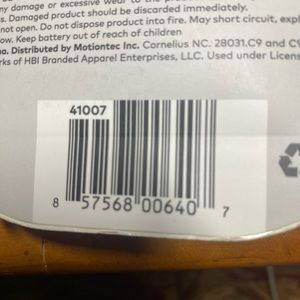 ny damage or excessive wear to the pro
s. Damaged product should be discarded immediately.
not open. Do not dispose product into fire. May short circuit, expl
ow. Keep battery out of reach of children
na. Distributed by Motiontec Inc. Cornelius NC. 28031.C9 and C9
rks of HBI Branded Apparel Enterprises, LLC. Used under Licens
41007
8 57568 00640 7